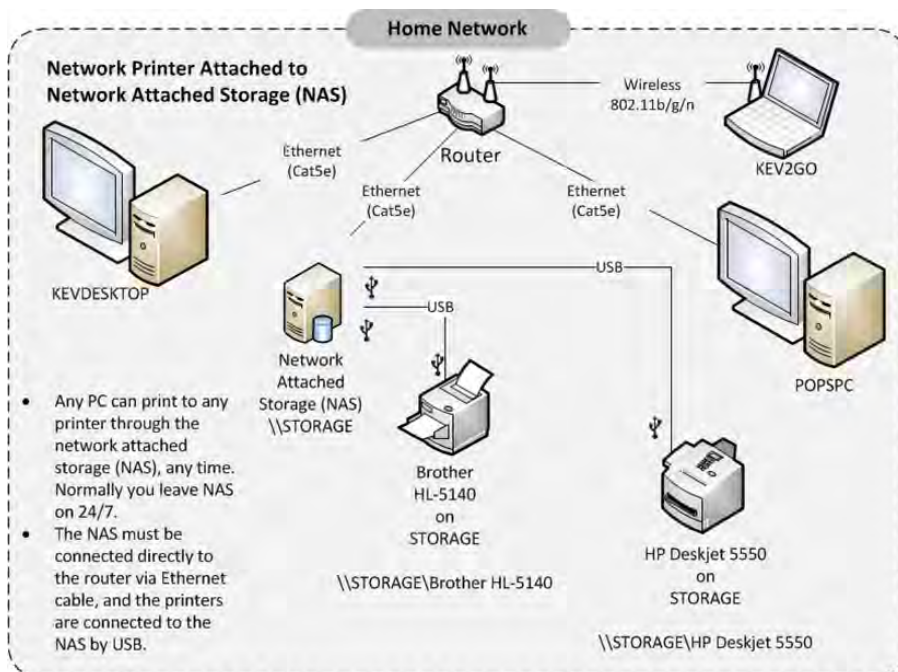 Home Network
Network Printer Attached to
Network Attached Storage (NAS)
Wireless
802.11b/g/n
Router
KEV2GO
Ethernet
(Cat5e)
Ethernet
(Cat5e)
Ethernet
(Cat5e)
KEVDESKTOP
USB
USB
Network
Attached
Storage (NAS)
\\STORAGE
POPSPC
• Any PC can print to any
printer through the
network attached
storage (NAS), any time.
Normally you leave NAS
on 24/7.
• The NAS must be
connected directly to
the router via Ethernet
cable, and the printers
are connected to the
NAS by USB.
Brother
HL-5140
on
STORAGE
\\STORAGE\Brother HL-5140
HP Deskjet 5550
on
STORAGE
\\STORAGE\HP Deskjet 5550